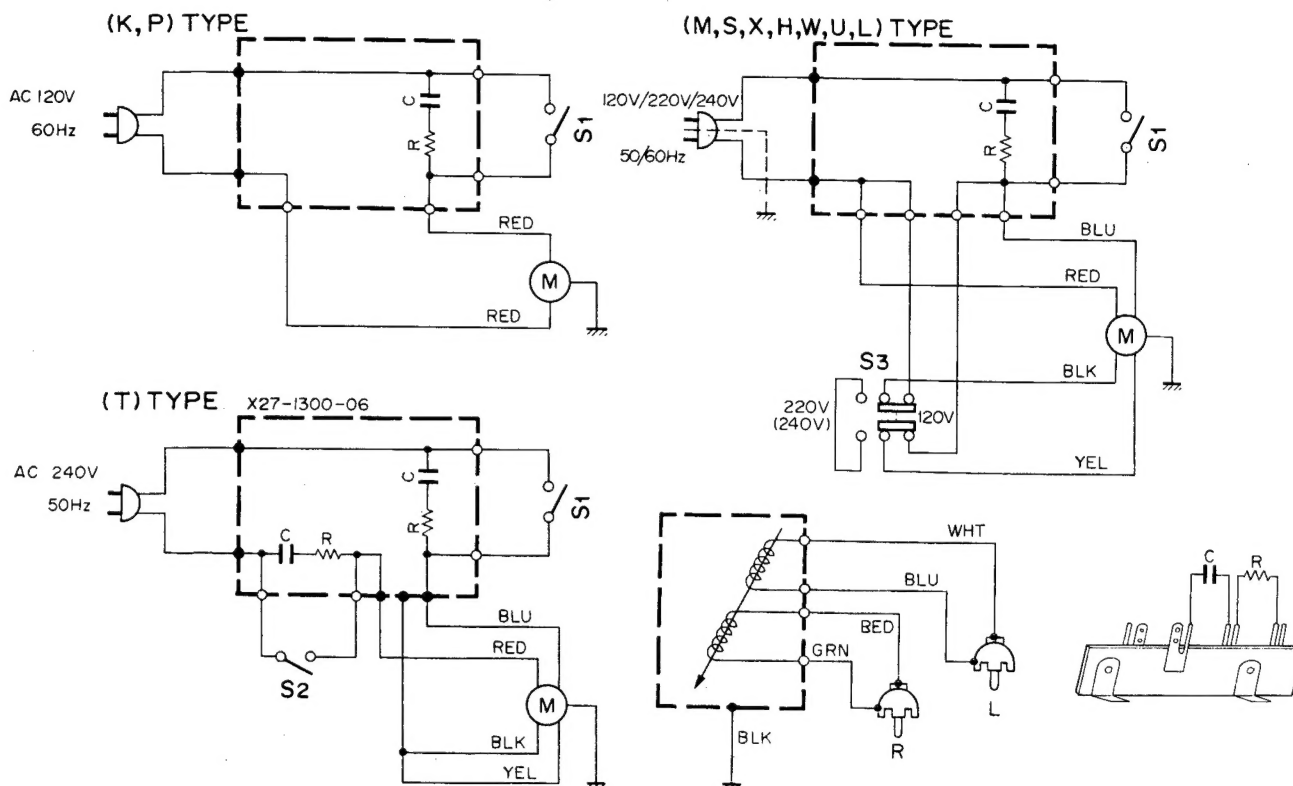 (K, P) TYPE
AC 120V
60Hz
C
R
S1
RED
M
RED
(M, S, X, H, W, U, L) TYPE
120V/220V/240V
50/60Hz
C
R
S1
BLU
RED
M
BLK
S3
220V
(240V)
120V
YEL
(T) TYPE
X27-1300-06
AC 240V
50Hz
C
R
C
R
S1
S2
BLU
RED
M
BLK
YEL
WHT
BLU
BED
GRN
BLK
R
L
C
R